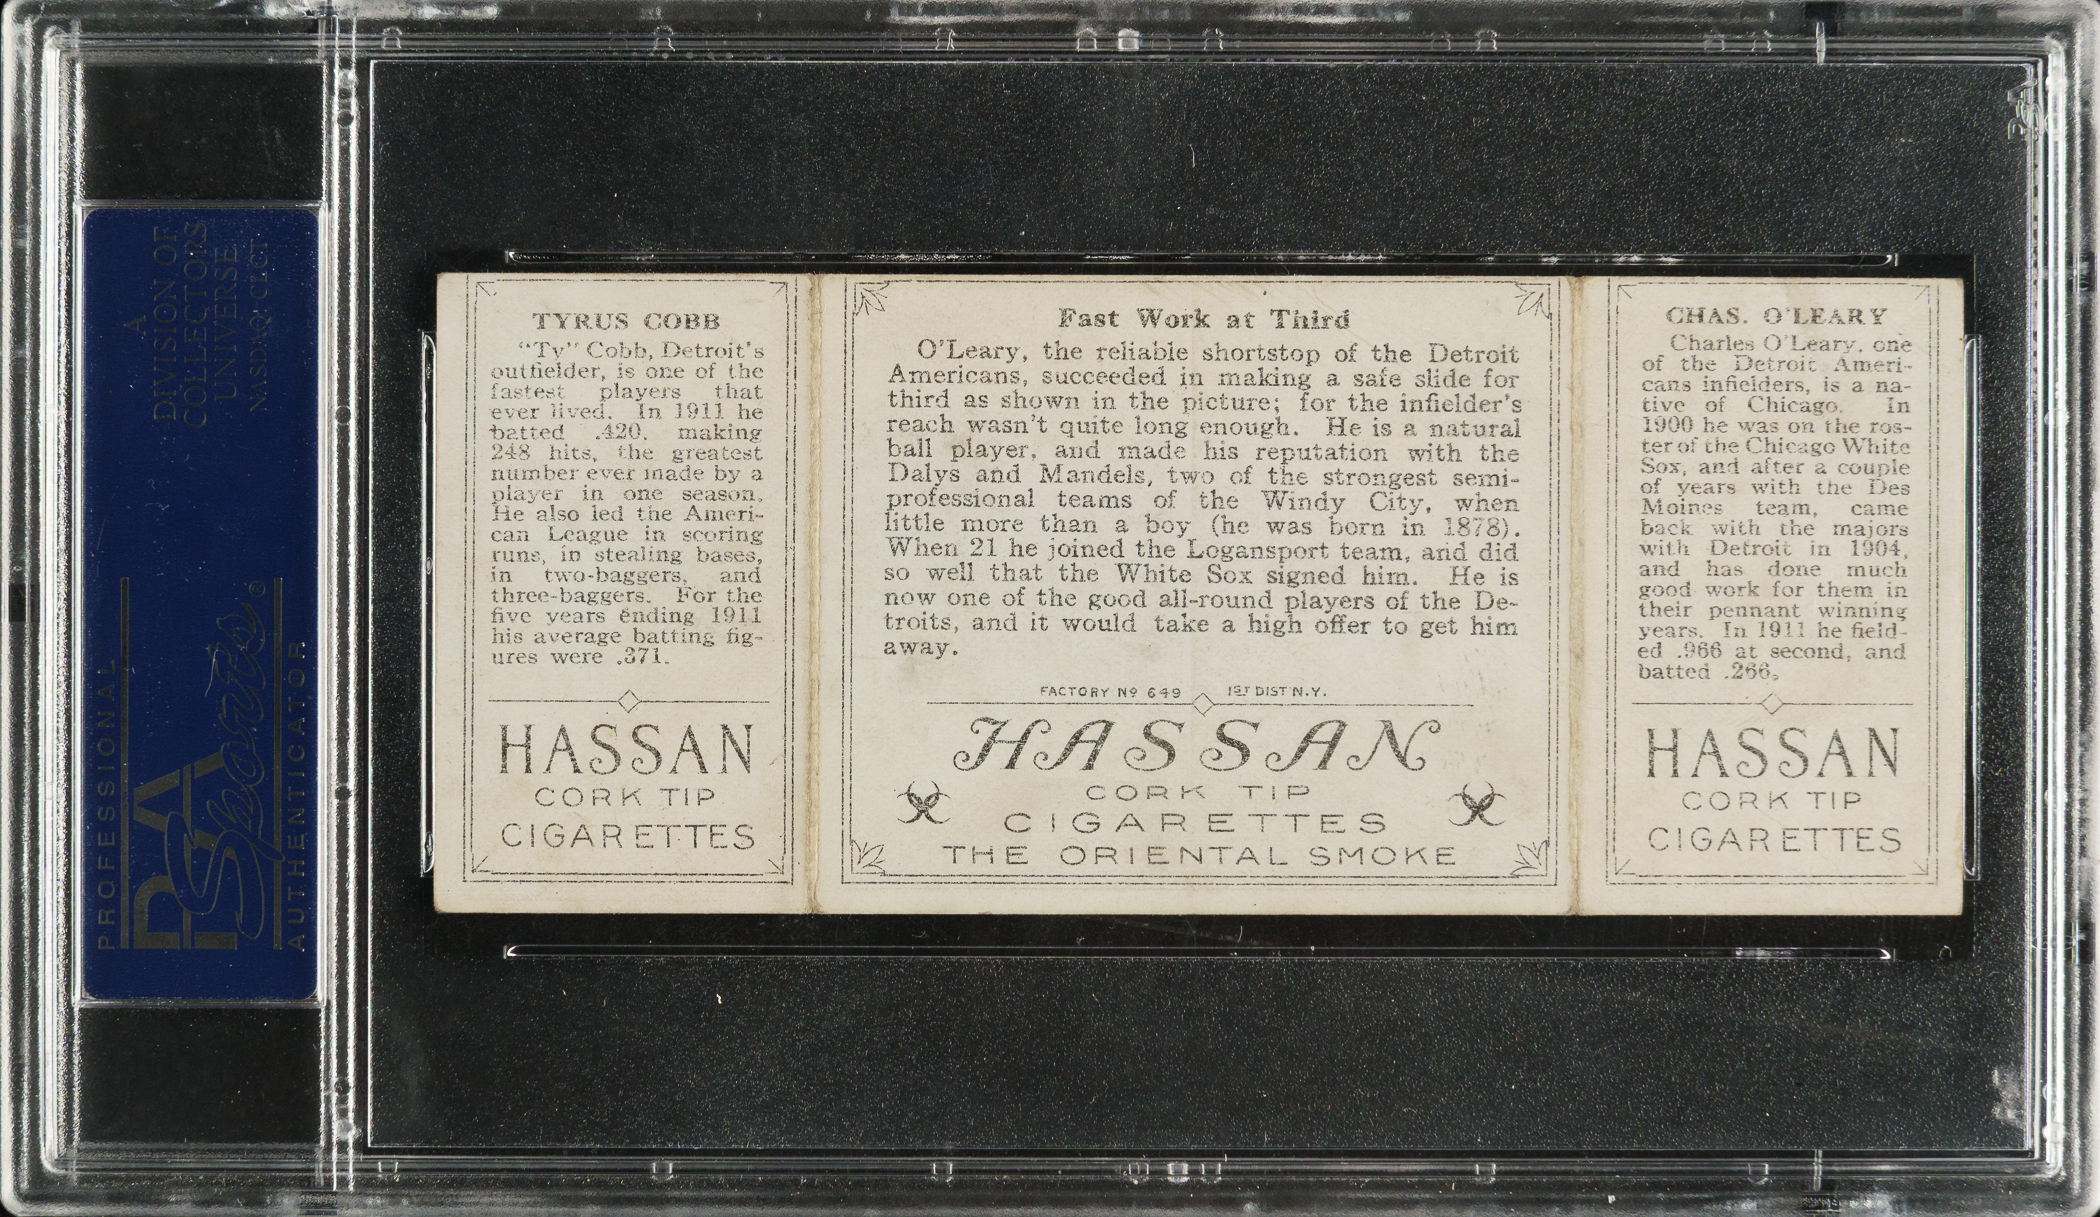 A
DIVISION OF
COLLECTORS
UNIVERSE
NASDAQ: CLCT
PROFESSIONAL
PSA
Sports®
AUTHENTICATOR
TYRUS COBB
"Ty" Cobb, Detroit's
outfielder, is one of the
fastest players that
ever lived. In 1911 he
batted .420, making
248 hits, the greatest
number ever made by a
player in one season.
He also led the Ameri-
can League in scoring
runs, in stealing bases,
in two-baggers, and
three-baggers. For the
five years ending 1911
his average batting fig-
ures were .371.
HASSAN
CORK TIP
CIGARETTES
Fast Work at Third
O'Leary, the reliable shortstop of the Detroit
Americans, succeeded in making a safe slide for
third as shown in the picture; for the infielder's
reach wasn't quite long enough. He is a natural
ball player, and made his reputation with the
Dalys and Mandels, two of the strongest semi-
professional teams of the Windy City, when
little more than a boy (he was born in 1878).
When 21 he joined the Logansport team, and did
so well that the White Sox signed him. He is
now one of the good all-round players of the De-
troits, and it would take a high offer to get him
away.
FACTORY Nº 649 1ST DIST N.Y.
HASSAN
CORK TIP
CIGARETTES
THE ORIENTAL SMOKE
CHAS. O'LEARY
Charles O'Leary, one
of the Detroit Ameri-
cans infielders, is a na-
tive of Chicago. In
1900 he was on the ros-
ter of the Chicago White
Sox, and after a couple
of years with the Des
Moines team, came
back with the majors
with Detroit in 1904,
and has done much
good work for them in
their pennant winning
years. In 1911 he field-
ed .966 at second, and
batted .266.
HASSAN
CORK TIP
CIGARETTES
PSA